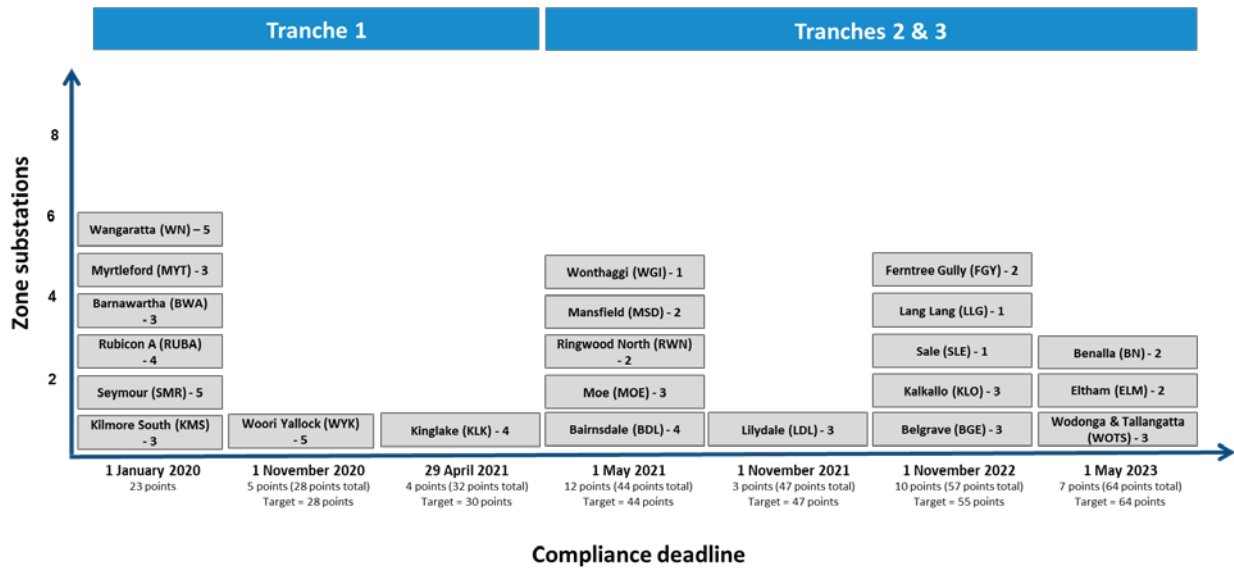 Tranche 1
Tranches 2 & 3
Zone substations
8
6
4
2
Wangaratta (WN) – 5
Myrtleford (MYT) - 3
Barnawartha (BWA)
- 3
Rubicon A (RUBA)
- 4
Seymour (SMR) - 5
Kilmore South (KMS)
- 3
Woori Yallock (WYK)
- 5
Kinglake (KLK) - 4
Wonthaggi (WGI) - 1
Mansfield (MSD) - 2
Ringwood North (RWN)
- 2
Moe (MOE) - 3
Bairnsdale (BDL) - 4
Lilydale (LDL) - 3
Ferntree Gully (FGY) - 2
Lang Lang (LLG) - 1
Sale (SLE) - 1
Kalkallo (KLO) - 3
Belgrave (BGE) - 3
Benalla (BN) - 2
Eltham (ELM) - 2
Wodonga & Tallangatta
(WOTS) - 3
1 January 2020
23 points
1 November 2020
5 points (28 points total)
Target = 28 points
29 April 2021
4 points (32 points total)
Target = 30 points
1 May 2021
12 points (44 points total)
Target = 44 points
1 November 2021
3 points (47 points total)
Target = 47 points
1 November 2022
10 points (57 points total)
Target = 55 points
1 May 2023
7 points (64 points total)
Target = 64 points
Compliance deadline